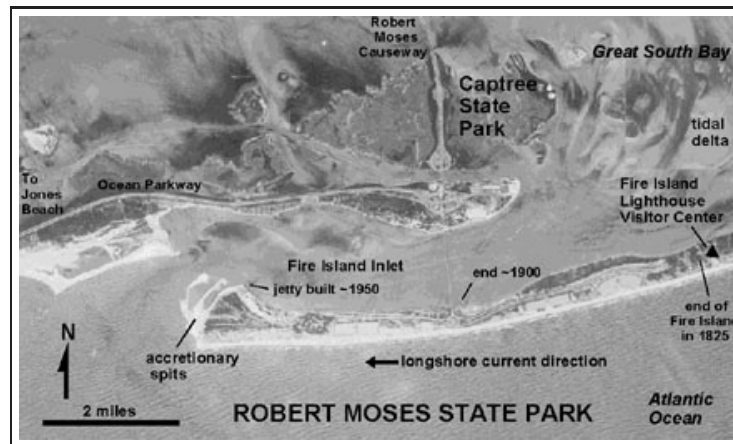 Robert
Moses
Causeway
Great South Bay
Captree
State
Park
tidal
delta
To
Jones
Beach
Ocean Parkway
Fire Island
Lighthouse
Visitor Center
Fire Island Inlet
end ~1900
jetty built ~1950
end of
Fire Island
in 1825
N
accretionary
spits
longshore current direction
2 miles
ROBERT MOSES STATE PARK
Atlantic
Ocean